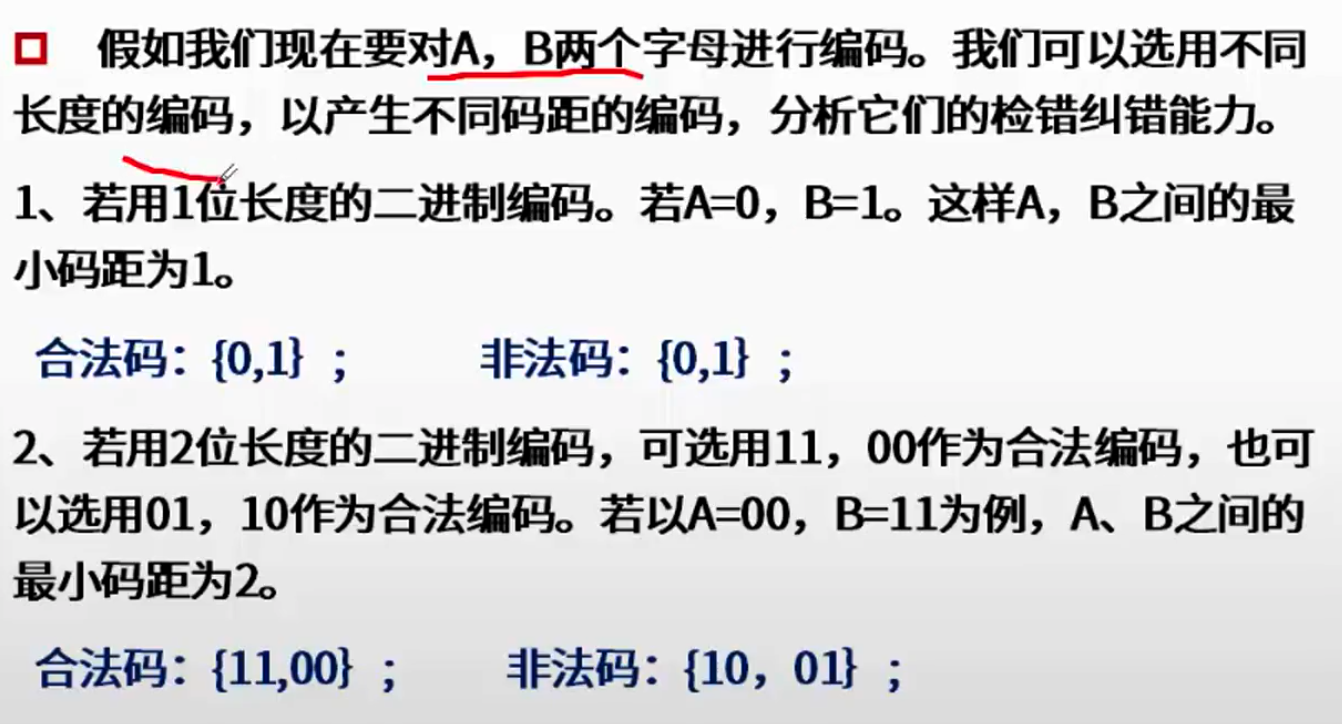 假如我们现在要对A，B两个字母进行编码。我们可以选用不同
长度的编码，以产生不同码距的编码，分析它们的检错纠错能力。
1、若用1位长度的二进制编码。若A=0，B=1。这样A，B之间的最
小码距为1。
合法码：{0,1} ； 非法码：{0,1} ；
2、若用2位长度的二进制编码，可选用11，00作为合法编码，也可
以选用01，10作为合法编码。若以A=00，B=11为例，A、B之间的
最小码距为2。
合法码：{11,00} ； 非法码：{10，01} ；